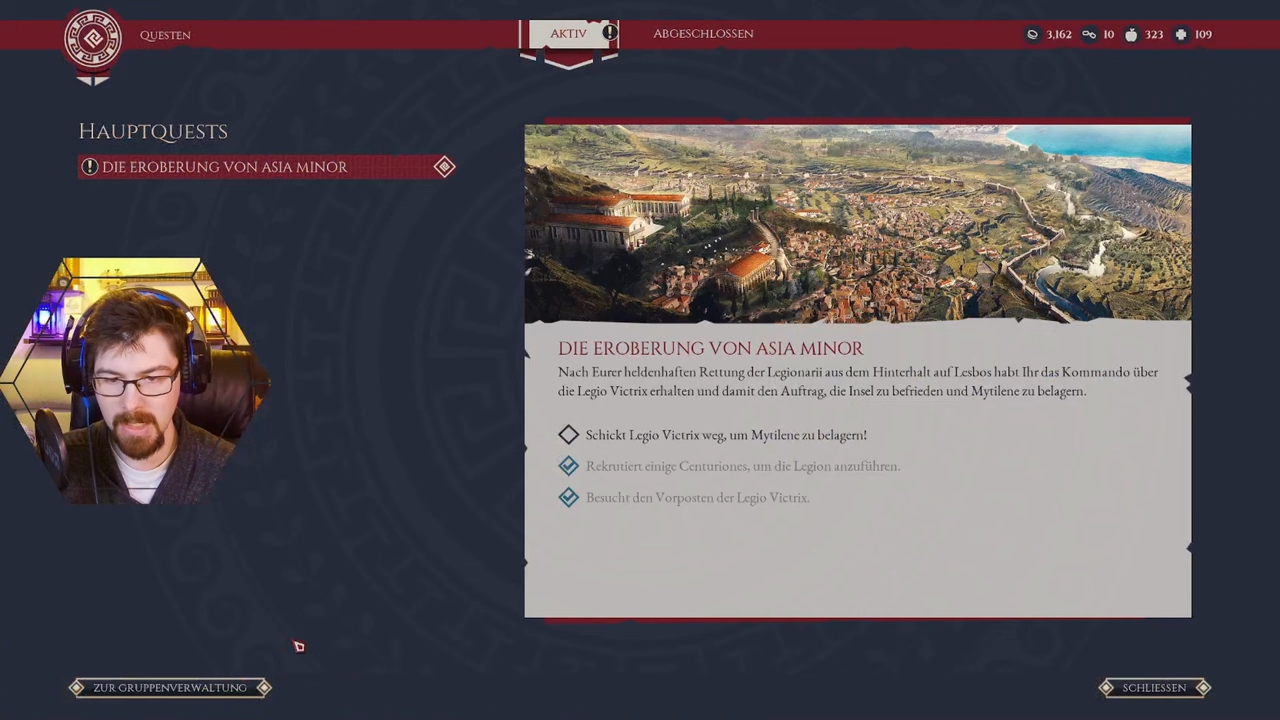 Questen
Aktiv
Abgeschlossen
3,162
10
323
109
Hauptquests
Die Eroberung von Asia Minor
Die Eroberung von Asia Minor
Nach Eurer heldenhaften Rettung der Legionarii aus dem Hinterhalt auf Lesbos habt Ihr das Kommando über
die Legio Victrix erhalten und damit den Auftrag, die Insel zu befrieden und Mytilene zu belagern.
Schickt Legio Victrix weg, um Mytilene zu belagern!
Rekrutiert einige Centuriones, um die Legion anzuführen.
Besucht den Vorposten der Legio Victrix.
Zur Gruppenverwaltung
Schliessen